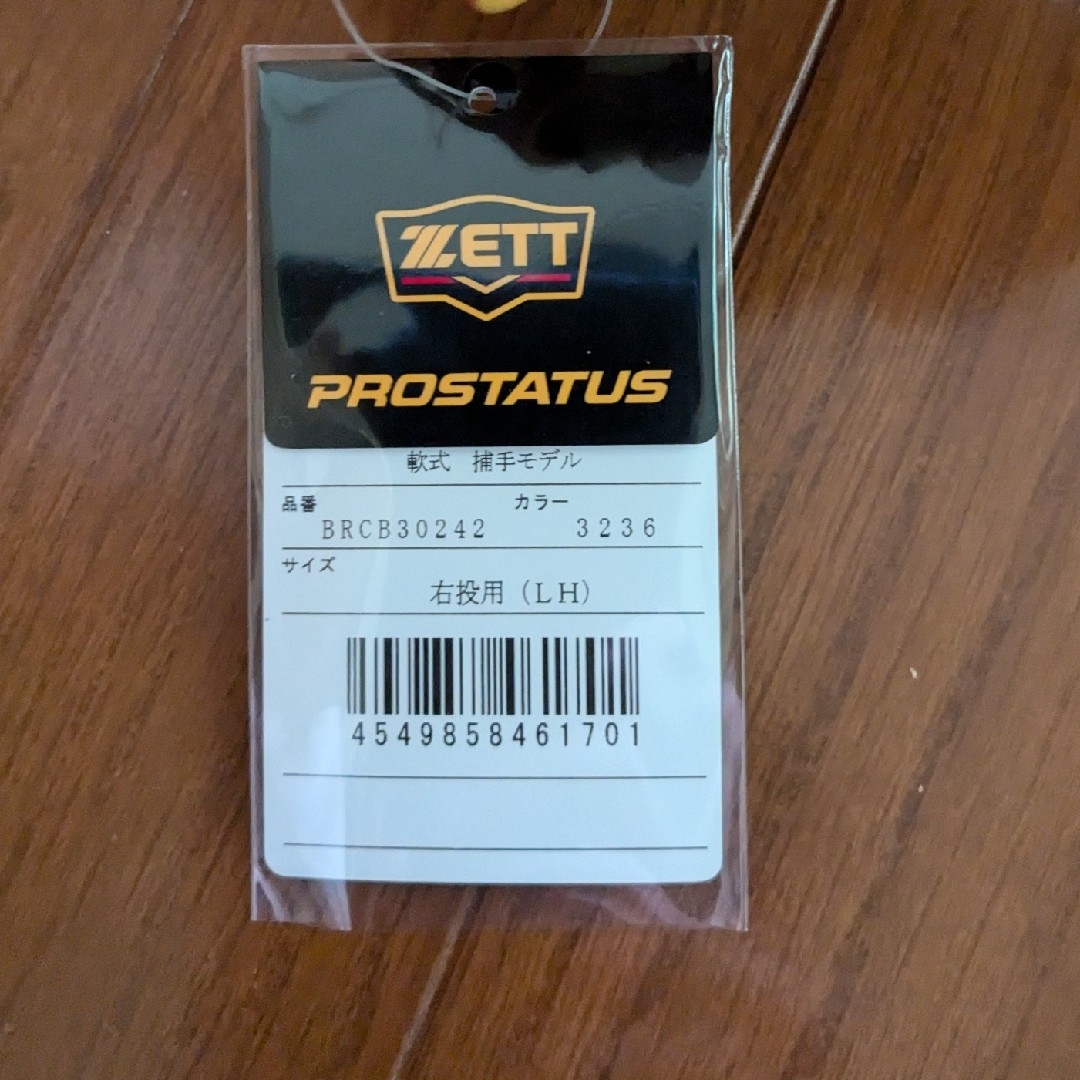 ZETT
PROSTATUS
軟式 捕手モデル
品番 カラー
BRCB30242 3236
サイズ
右投用（LH）
4549858461701